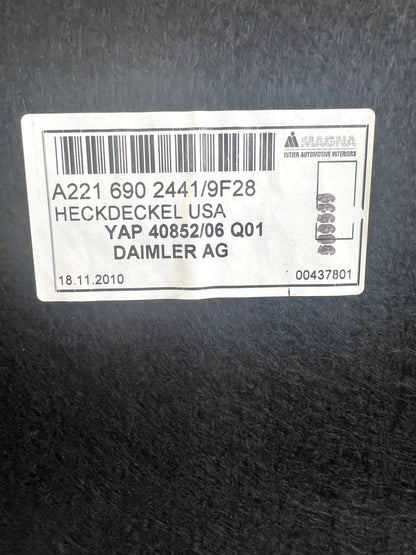 MAGNA
INTIER AUTOMOTIVE INTERIORS
A221 690 2441/9F28
HECKDECKEL USA
YAP 40852/06 Q01
DAIMLER AG
18.11.2010
00437801